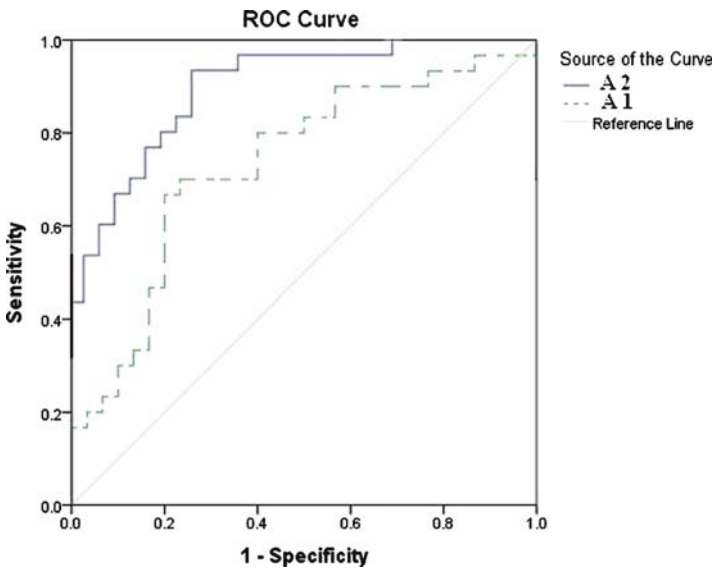 ROC Curve
Source of the Curve
A 2
A 1
Reference Line
Sensitivity
1.0
0.8
0.6
0.4
0.2
0.0
0.0 0.2 0.4 0.6 0.8 1.0
1 - Specificity